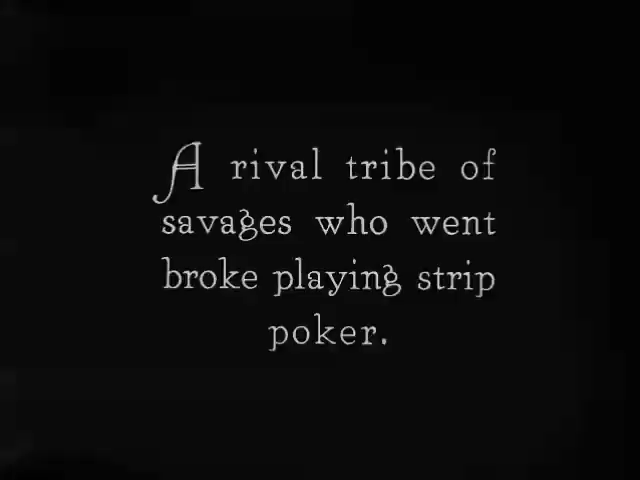 A rival tribe of
savages who went
broke playing strip
poker.